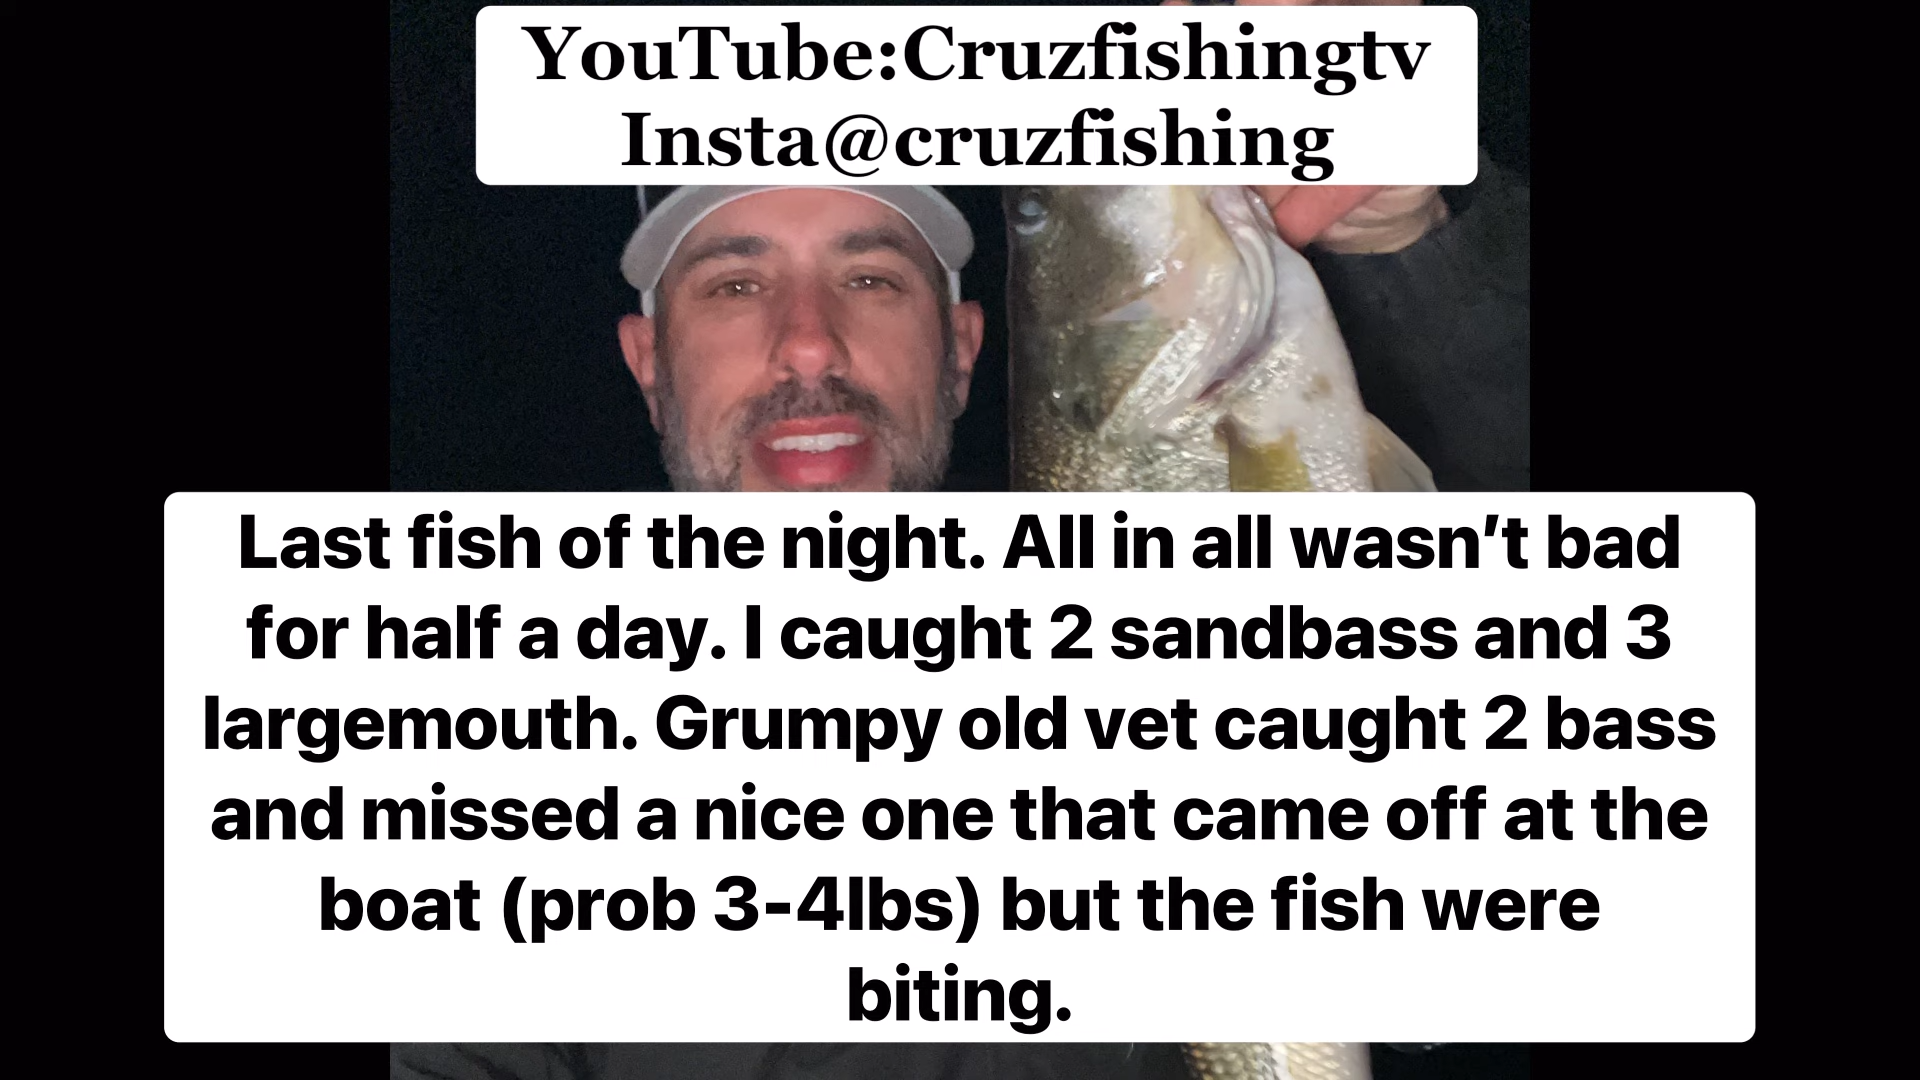 YouTube:Cruzfishingtv
Insta@cruzfishing
Last fish of the night. All in all wasn’t bad
for half a day. I caught 2 sandbass and 3
largemouth. Grumpy old vet caught 2 bass
and missed a nice one that came off at the
boat (prob 3-4lbs) but the fish were
biting.